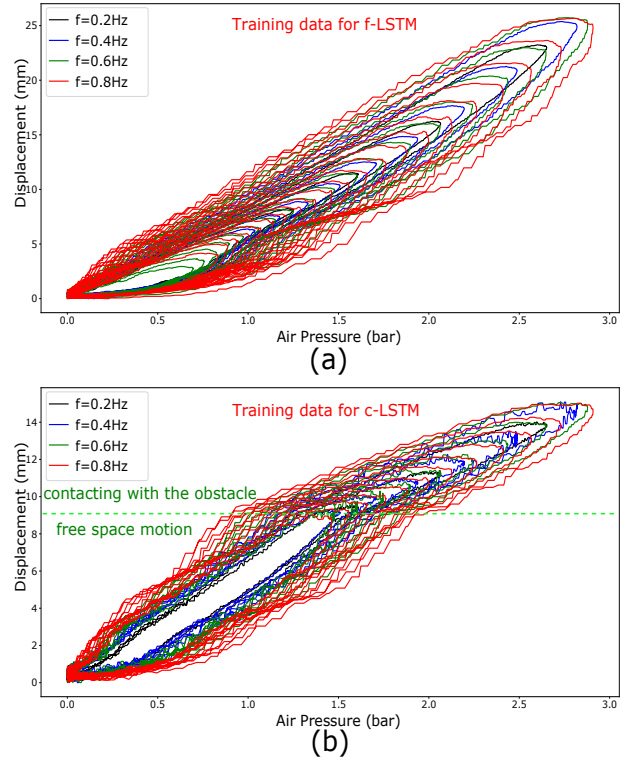 Training data for f-LSTM
f=0.2Hz
f=0.4Hz
f=0.6Hz
f=0.8Hz
Displacement (mm)
25
20
15
10
5
0
0.0 0.5 1.0 1.5 2.0 2.5 3.0
Air Pressure (bar)
(a)
Training data for c-LSTM
f=0.2Hz
f=0.4Hz
f=0.6Hz
f=0.8Hz
contacting with the obstacle
free space motion
Displacement (mm)
14
12
10
8
6
4
2
0
0.0 0.5 1.0 1.5 2.0 2.5 3.0
Air Pressure (bar)
(b)